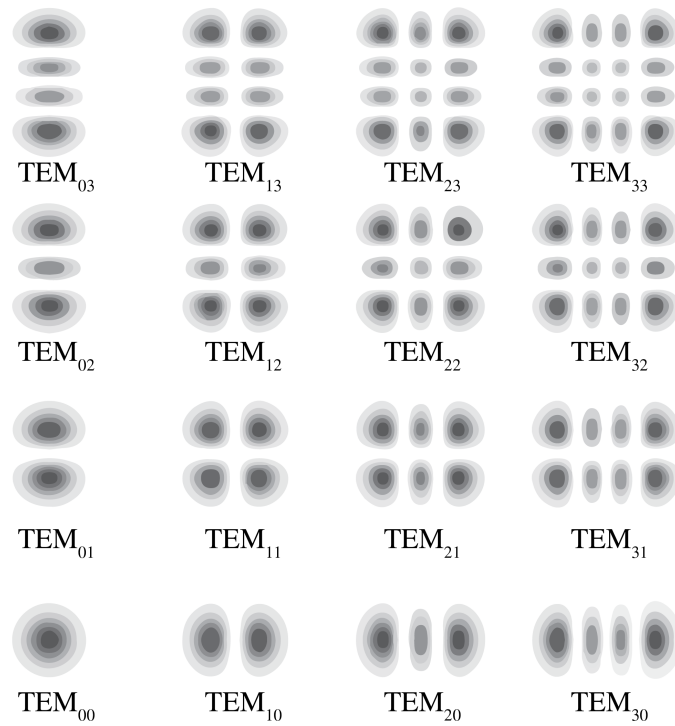 TEM₀₃ TEM₁₃ TEM₂₃ TEM₃₃
TEM₀₂ TEM₁₂ TEM₂₂ TEM₃₂
TEM₀₁ TEM₁₁ TEM₂₁ TEM₃₁
TEM₀₀ TEM₁₀ TEM₂₀ TEM₃₀